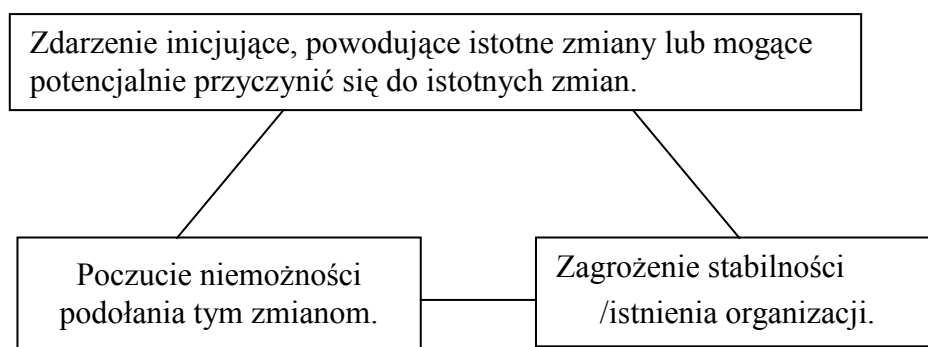 Zdarzenie inicjujące, powodujące istotne zmiany lub mogące
potencjalnie przyczynić się do istotnych zmian.
Poczucie niemożności
podołania tym zmianom.
Zagrożenie stabilności
/istnienia organizacji.